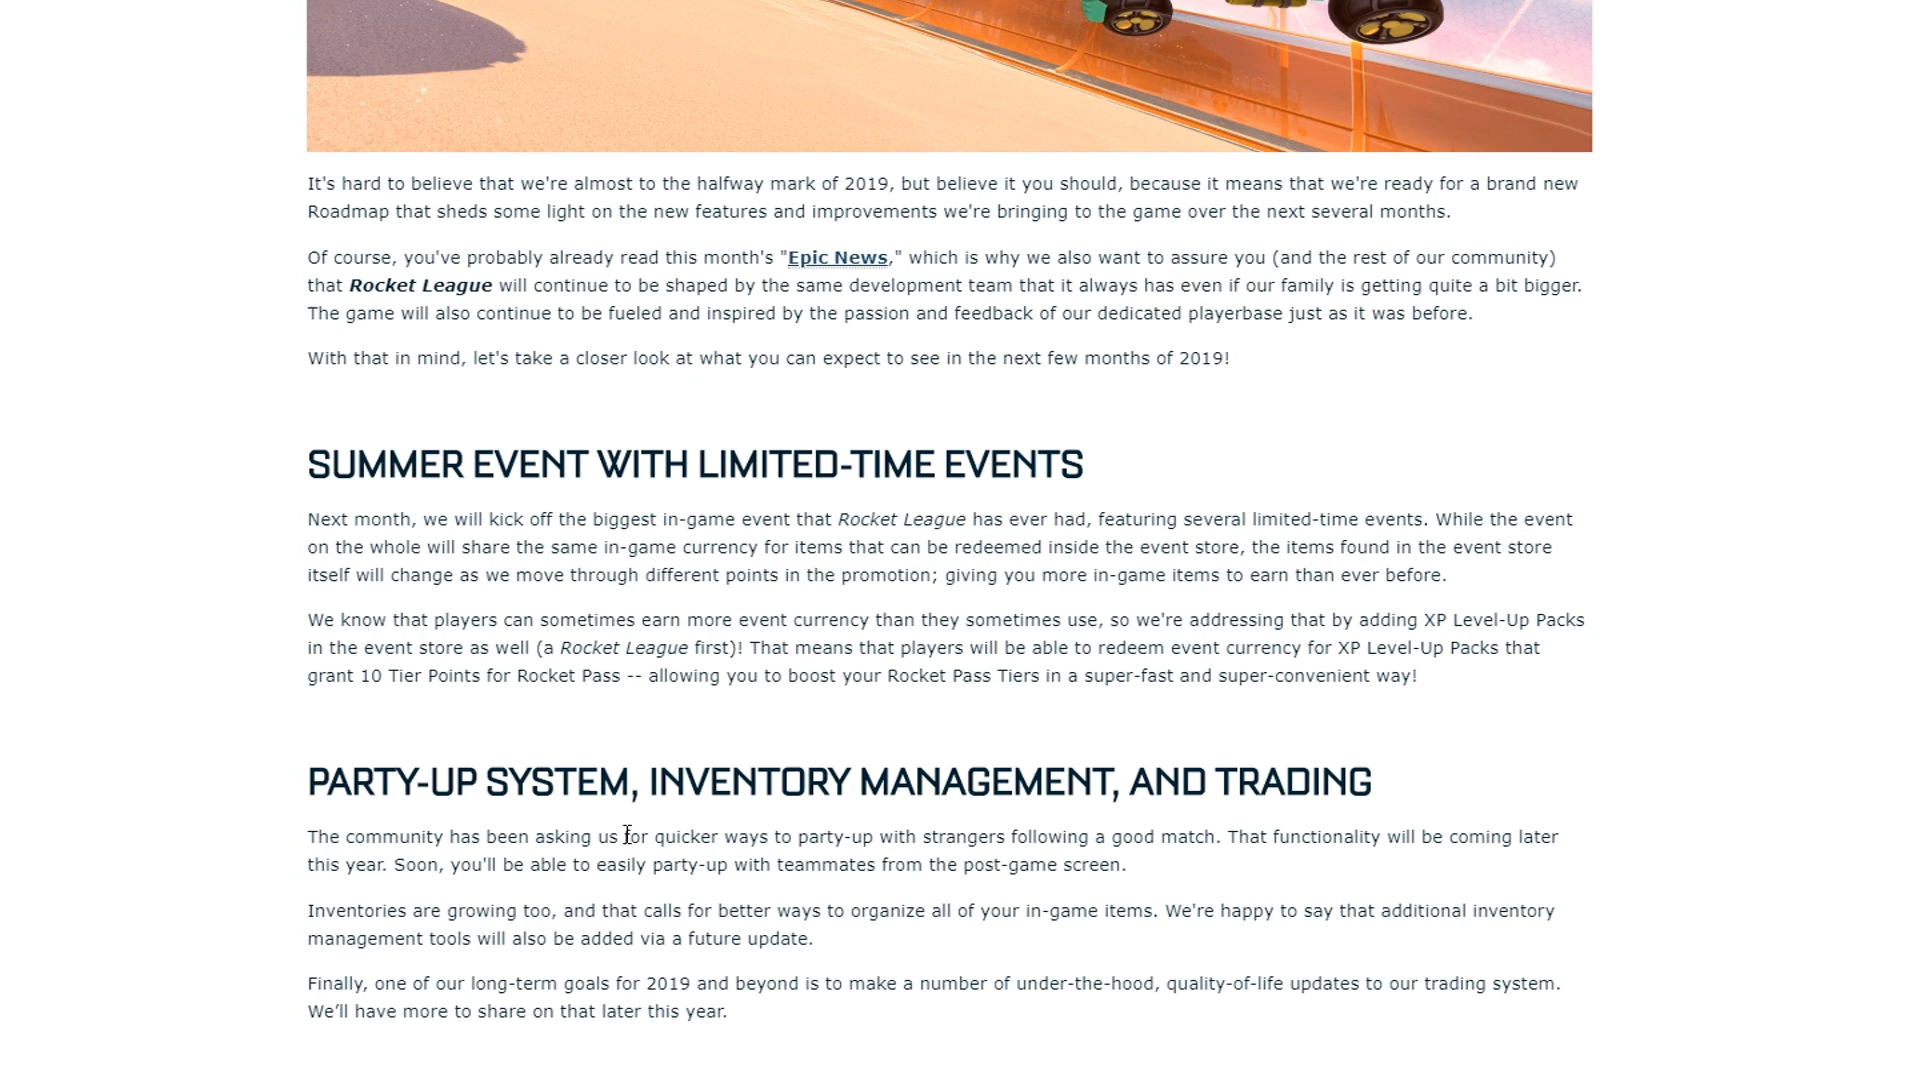 It's hard to believe that we're almost to the halfway mark of 2019, but believe it you should, because it means that we're ready for a brand new
Roadmap that sheds some light on the new features and improvements we're bringing to the game over the next several months.
Of course, you've probably already read this month's "Epic News," which is why we also want to assure you (and the rest of our community)
that Rocket League will continue to be shaped by the same development team that it always has even if our family is getting quite a bit bigger.
The game will also continue to be fueled and inspired by the passion and feedback of our dedicated playerbase just as it was before.
With that in mind, let's take a closer look at what you can expect to see in the next few months of 2019!
SUMMER EVENT WITH LIMITED-TIME EVENTS
Next month, we will kick off the biggest in-game event that Rocket League has ever had, featuring several limited-time events. While the event
on the whole will share the same in-game currency for items that can be redeemed inside the event store, the items found in the event store
itself will change as we move through different points in the promotion; giving you more in-game items to earn than ever before.
We know that players can sometimes earn more event currency than they sometimes use, so we're addressing that by adding XP Level-Up Packs
in the event store as well (a Rocket League first)! That means that players will be able to redeem event currency for XP Level-Up Packs that
grant 10 Tier Points for Rocket Pass -- allowing you to boost your Rocket Pass Tiers in a super-fast and super-convenient way!
PARTY-UP SYSTEM, INVENTORY MANAGEMENT, AND TRADING
The community has been asking us for quicker ways to party-up with strangers following a good match. That functionality will be coming later
this year. Soon, you'll be able to easily party-up with teammates from the post-game screen.
Inventories are growing too, and that calls for better ways to organize all of your in-game items. We're happy to say that additional inventory
management tools will also be added via a future update.
Finally, one of our long-term goals for 2019 and beyond is to make a number of under-the-hood, quality-of-life updates to our trading system.
We’ll have more to share on that later this year.